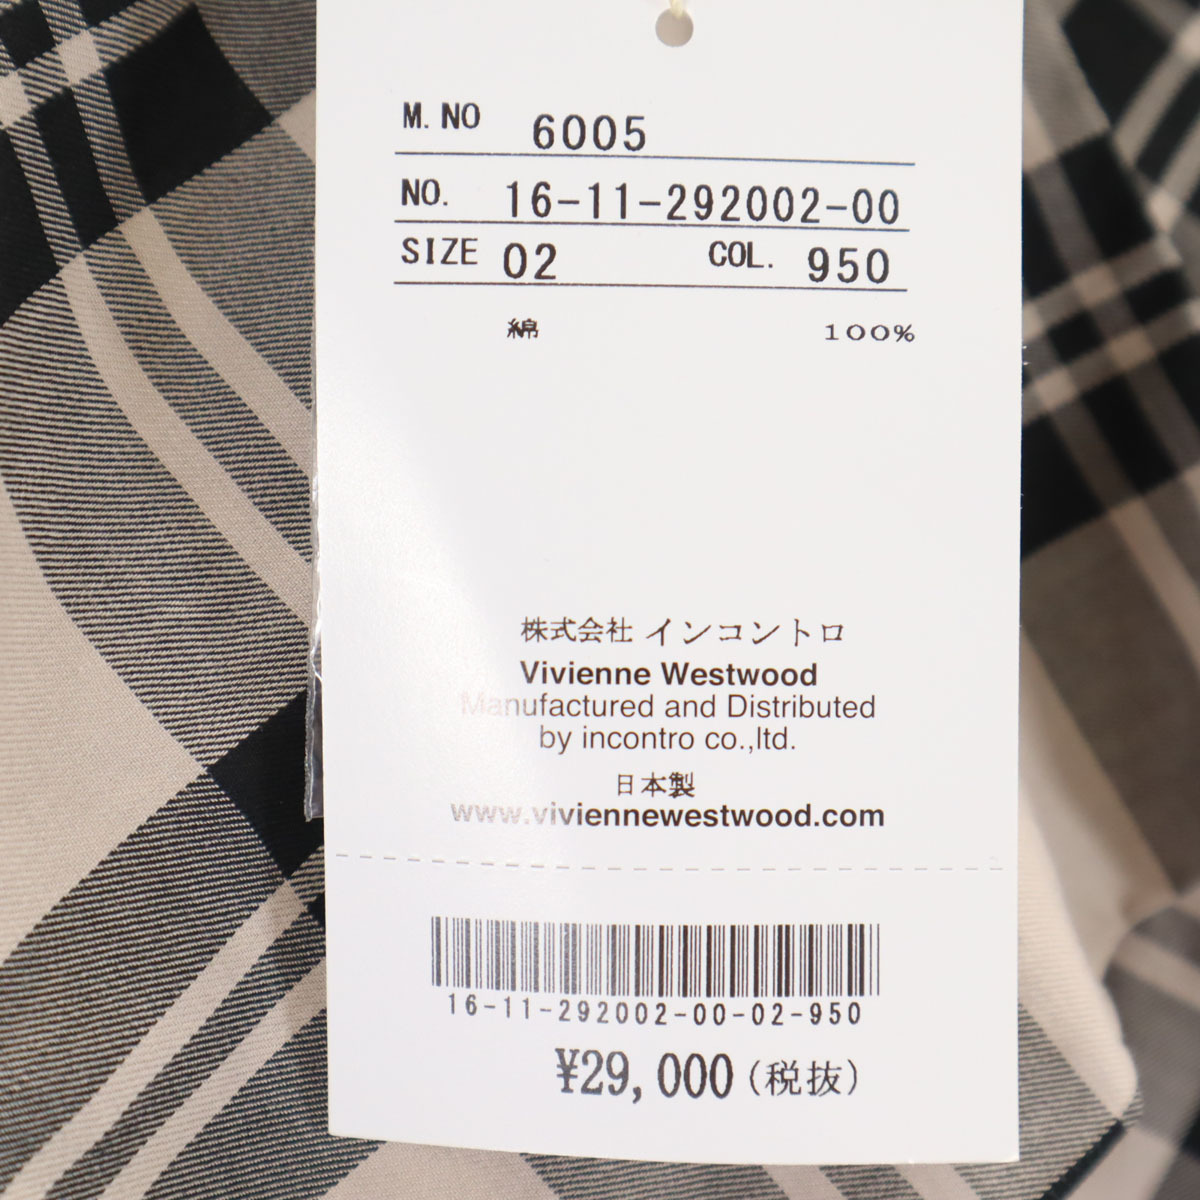 M. NO 6005
NO. 16-11-292002-00
SIZE 02 COL. 950
綿 100%
株式会社 インコントロ
Vivienne Westwood
Manufactured and Distributed
by incontro co.,ltd.
日本製
www.viviennewestwood.com
16-11-292002-00-02-950
¥29,000(税抜)